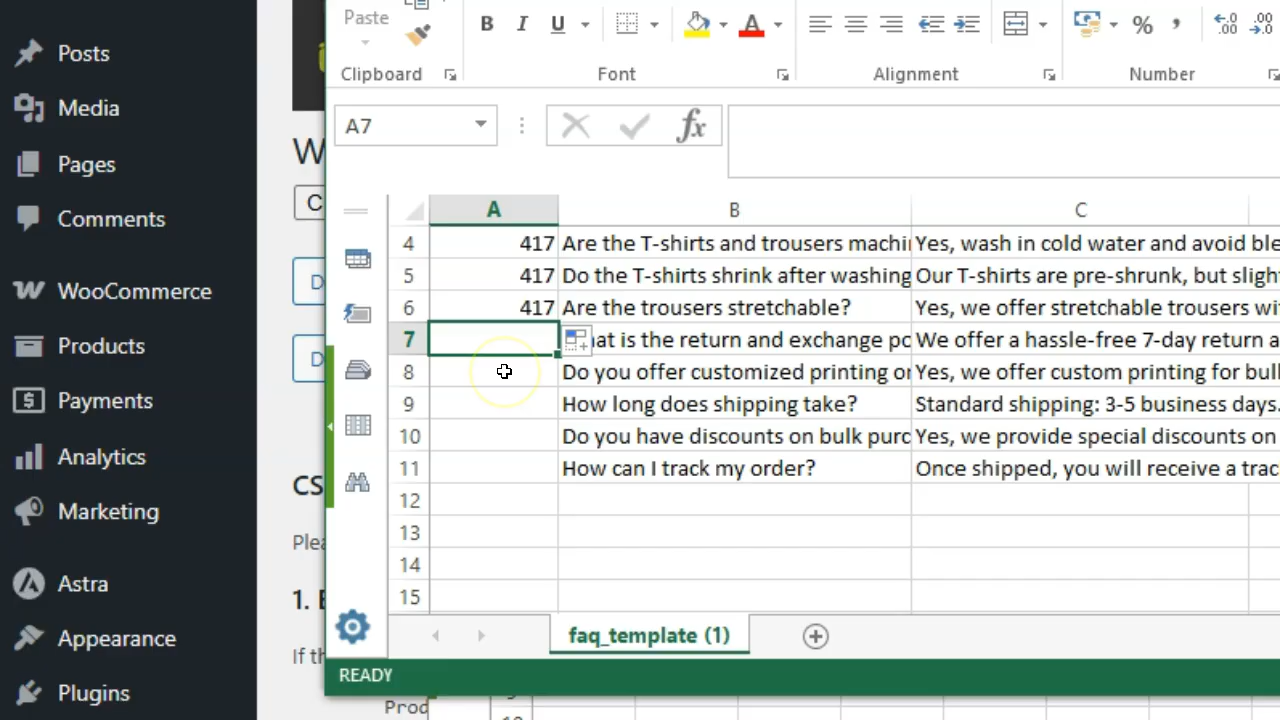 Posts
Media
Pages
Comments
WooCommerce
Products
Payments
Analytics
Marketing
Astra
Appearance
Plugins
W
C
D
D
CS
Plea
1. E
If th
Prod
Paste
B I U A % ,
Clipboard Font Alignment Number
A7 fx
A B C
4 417 Are the T-shirts and trousers machin Yes, wash in cold water and avoid ble
5 417 Do the T-shirts shrink after washing Our T-shirts are pre-shrunk, but slight
6 417 Are the trousers stretchable? Yes, we offer stretchable trousers wit
7 hat is the return and exchange po We offer a hassle-free 7-day return a
8 Do you offer customized printing or Yes, we offer custom printing for bulk
9 How long does shipping take? Standard shipping: 3-5 business days.
10 Do you have discounts on bulk purc Yes, we provide special discounts on
11 How can I track my order? Once shipped, you will receive a trac
12
13
14
15
faq_template (1)
READY